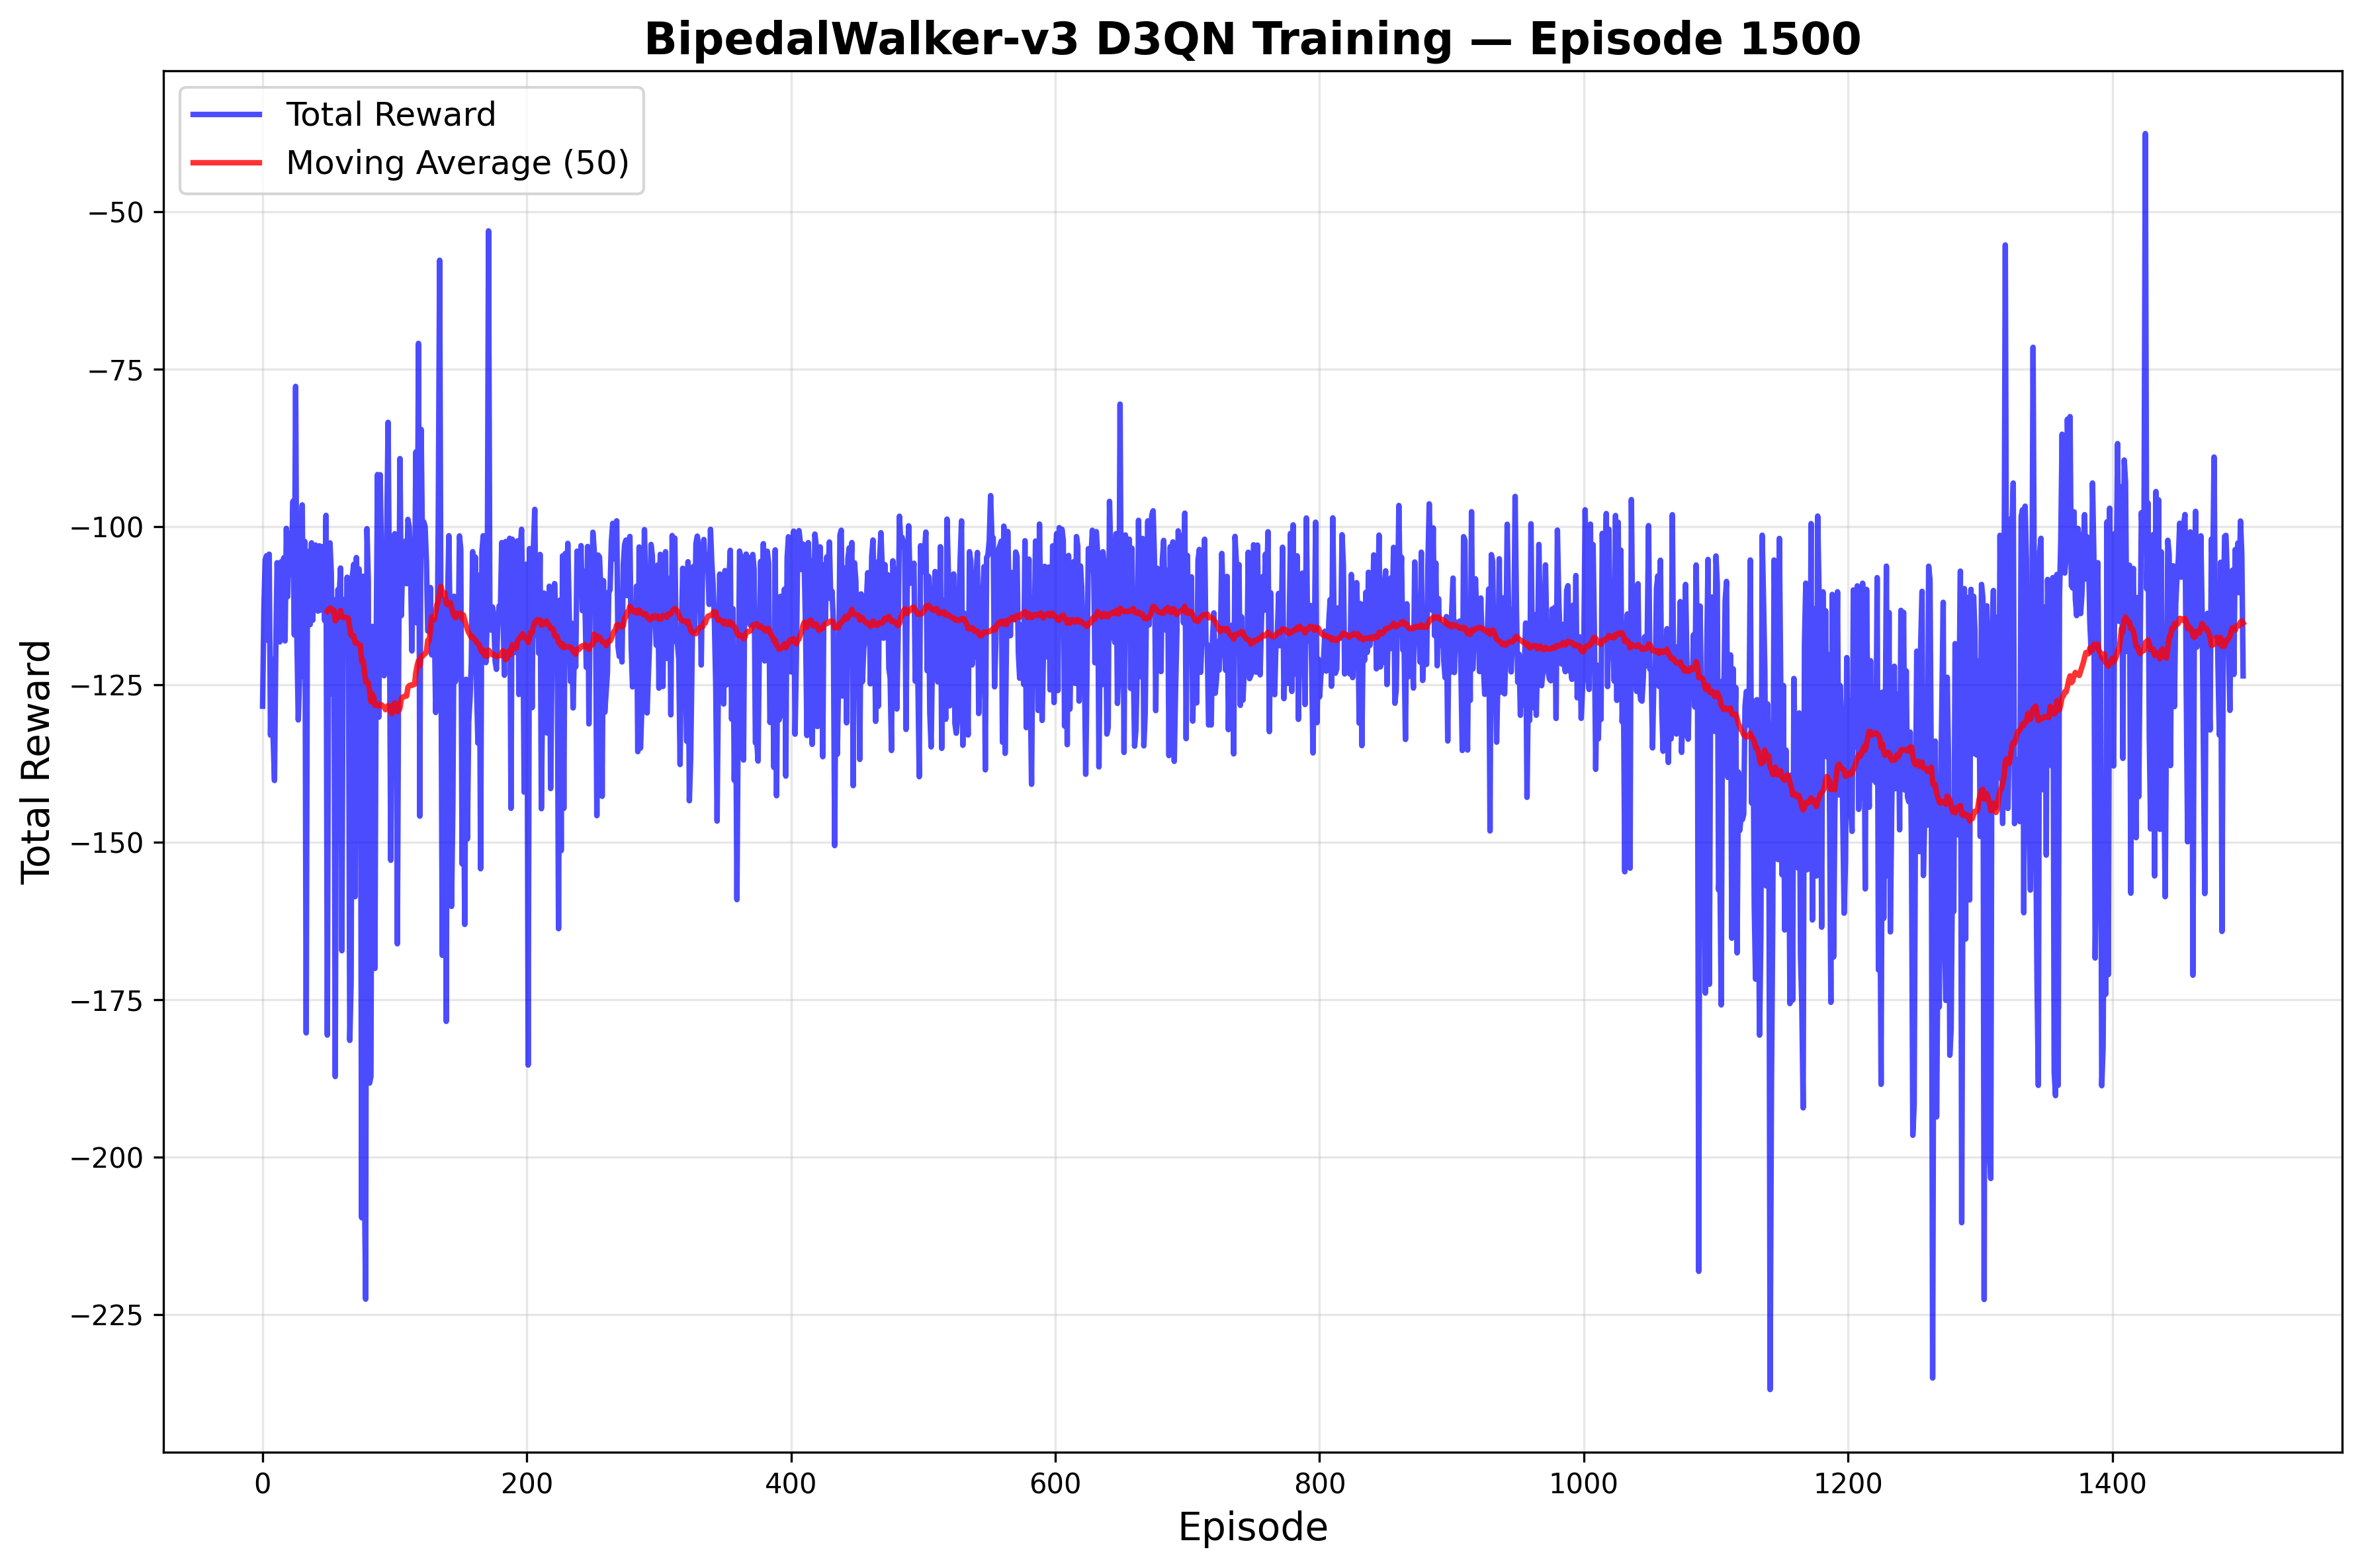 BipedalWalker-v3 D3QN Training — Episode 1500
Total Reward
Moving Average (50)
−50
−75
−100
−125
−150
−175
−200
−225
Total Reward
0 200 400 600 800 1000 1200 1400
Episode